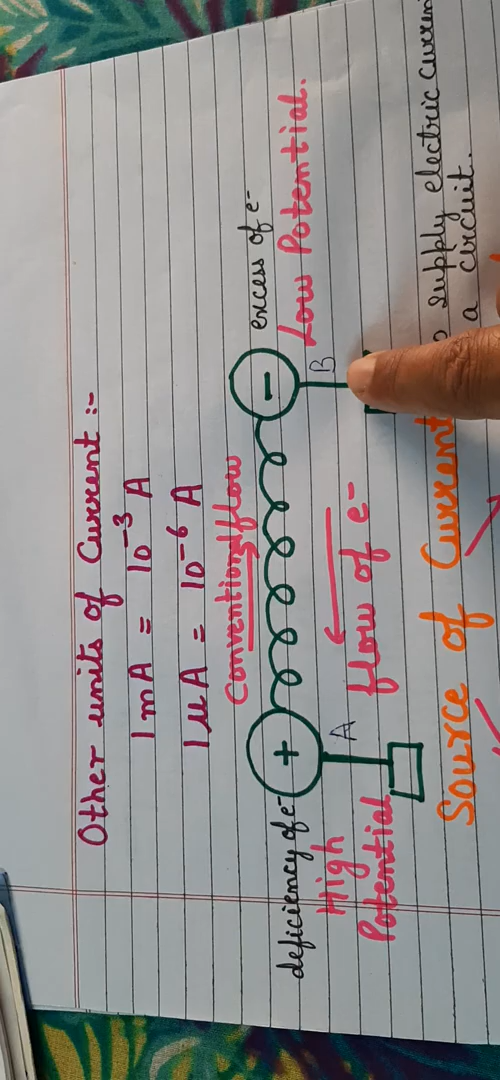 Other units of Current :-
1 mA = 10⁻³ A
1 μA = 10⁻⁶ A
Conventional flow
+
-
deficiency of e⁻
excess of e⁻
A
B
High
Potential
Low Potential.
flow of e⁻
Source of Current
supply electric current
a circuit.